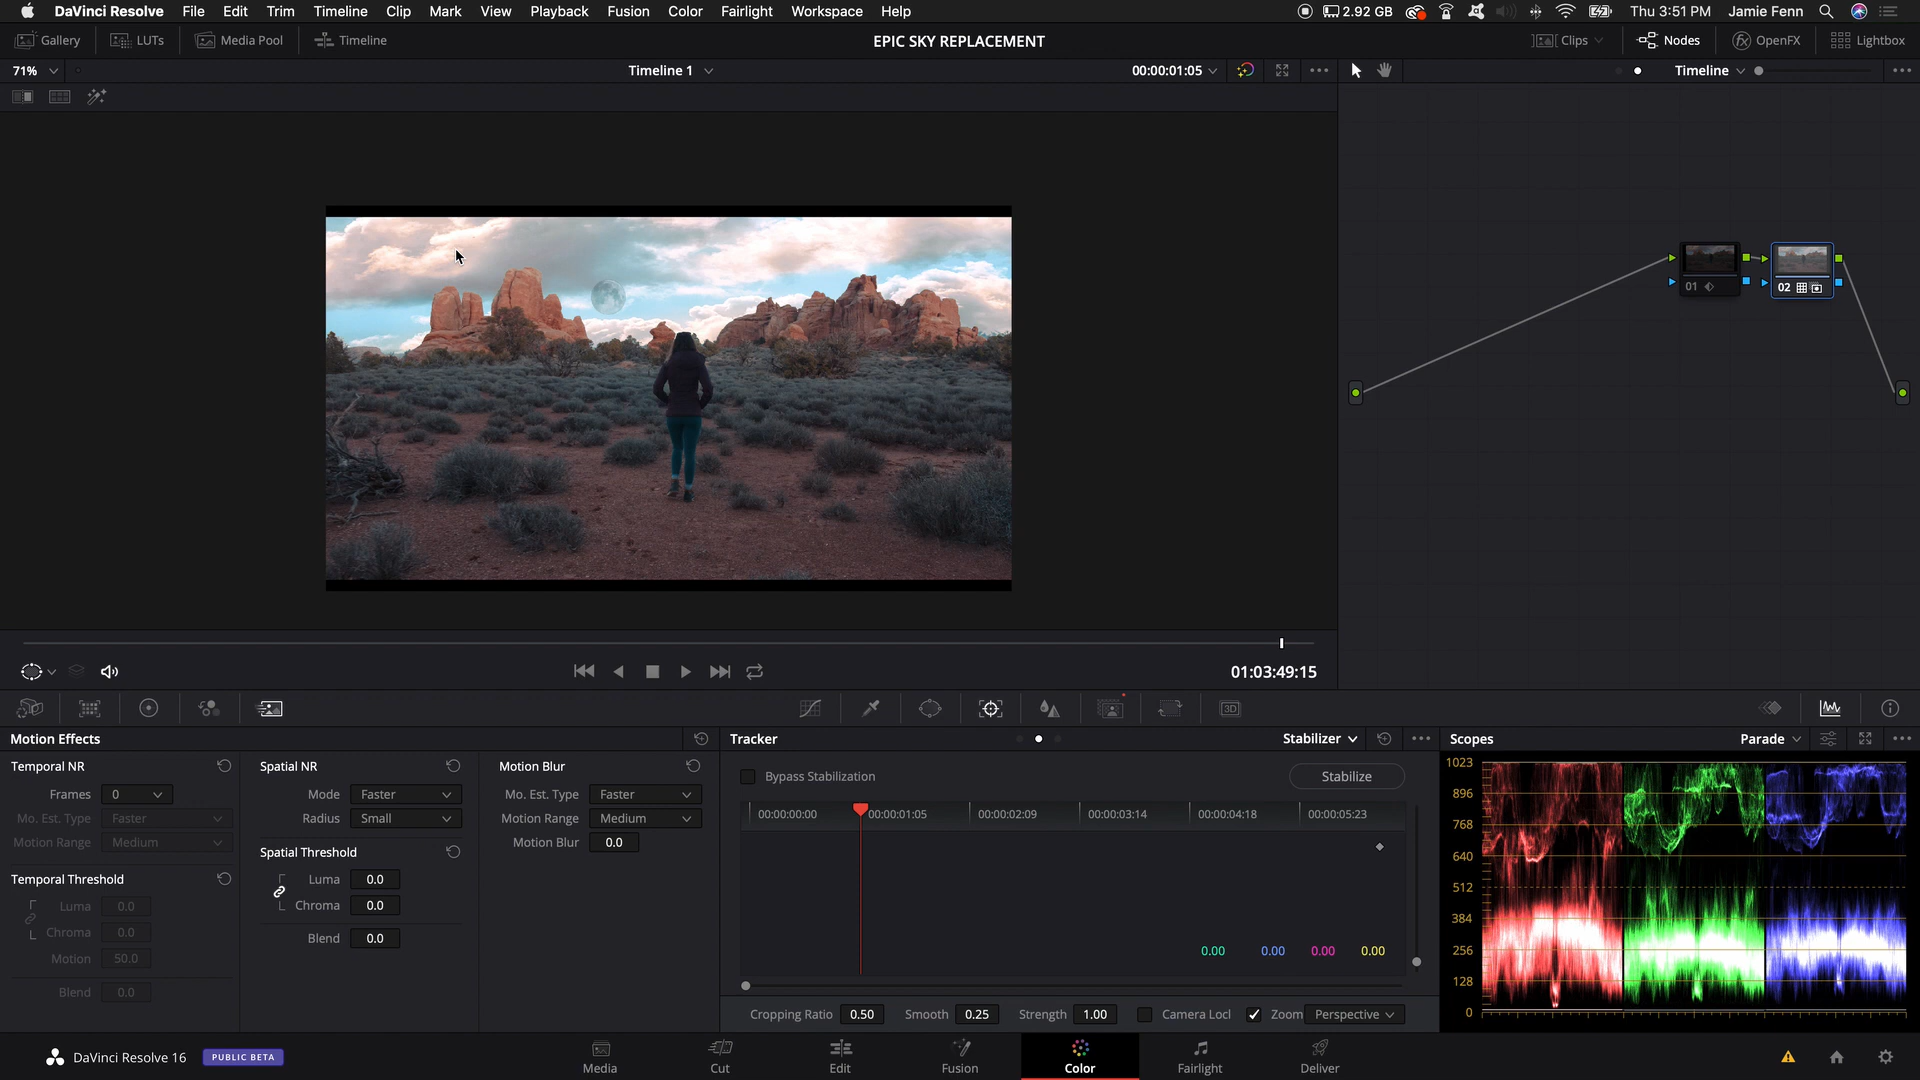 DaVinci Resolve File Edit Trim Timeline Clip Mark View Playback Fusion Color Fairlight Workspace Help 2.92 GB Thu 3:51 PM Jamie Fenn
Gallery LUTs Media Pool Timeline EPIC SKY REPLACEMENT Clips Nodes OpenFX Lightbox
71% Timeline 1 00:00:01:05 Timeline
01 02
01:03:49:15
3D
Motion Effects Tracker Stabilizer Scopes Parade
Temporal NR Spatial NR Motion Blur
Bypass Stabilization Stabilize
Frames 0 Mode Faster Mo. Est. Type Faster
Mo. Est. Type Faster Radius Small Motion Range Medium
Motion Range Medium Motion Blur 0.0
Spatial Threshold
Temporal Threshold Luma 0.0
Luma 0.0 Chroma 0.0
Chroma 0.0 Blend 0.0
Motion 50.0
Blend 0.0
00:00:00:00 00:00:01:05 00:00:02:09 00:00:03:14 00:00:04:18 00:00:05:23
0.00 0.00 0.00 0.00
Cropping Ratio 0.50 Smooth 0.25 Strength 1.00 Camera Locl Zoom Perspective
1023
896
768
640
512
384
256
128
0
DaVinci Resolve 16 PUBLIC BETA Media Cut Edit Fusion Color Fairlight Deliver